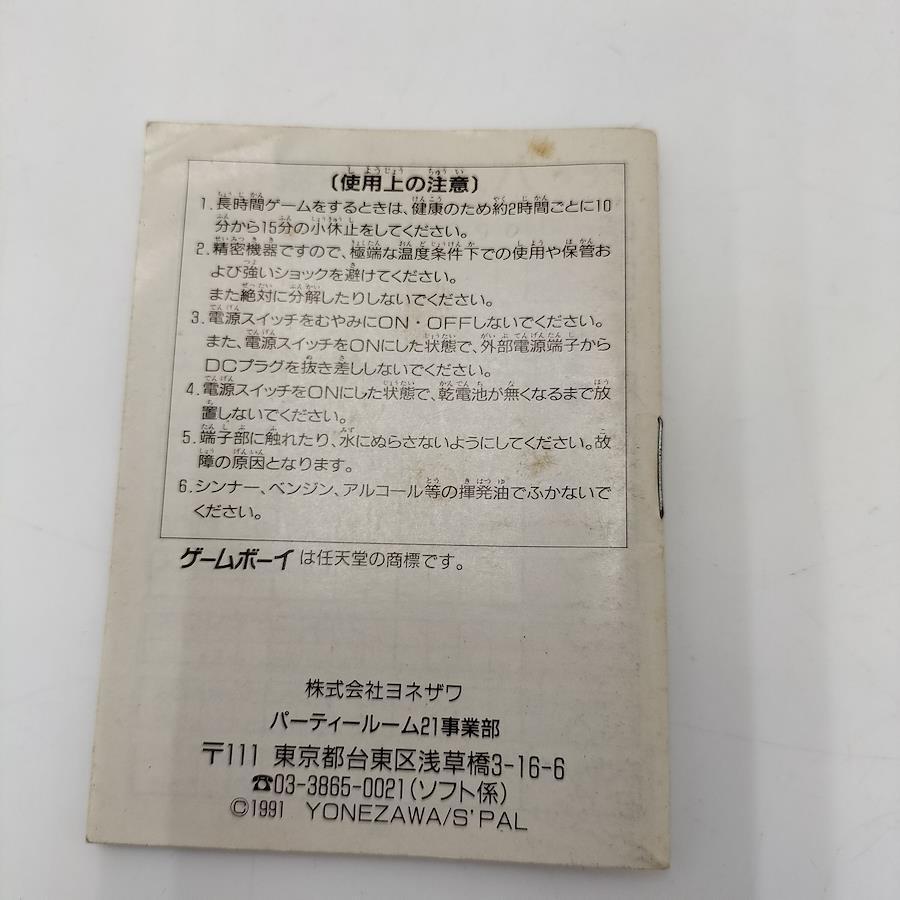 〔使用上の注意〕
1.長時間ゲームをするときは、健康のため約2時間ごとに10
分から15分の小休止をしてください。
2.精密機器ですので、極端な温度条件下での使用や保管お
よび強いショックを避けてください。
また絶対に分解したりしないでください。
3.電源スイッチをむやみにON・OFFしないでください。
また、電源スイッチをONにした状態で、外部電源端子から
DCプラグを抜き差ししないでください。
4.電源スイッチをONにした状態で、乾電池が無くなるまで放
置しないでください。
5.端子部に触れたり、水にぬらさないようにしてください。故
障の原因となります。
6.シンナー、ベンジン、アルコール等の揮発油でふかないで
ください。
ゲームボーイは任天堂の商標です。
株式会社ヨネザワ
パーティールーム21事業部
〒111 東京都台東区浅草橋3-16-6
☎03-3865-0021(ソフト係)
©1991 YONEZAWA/S'PAL